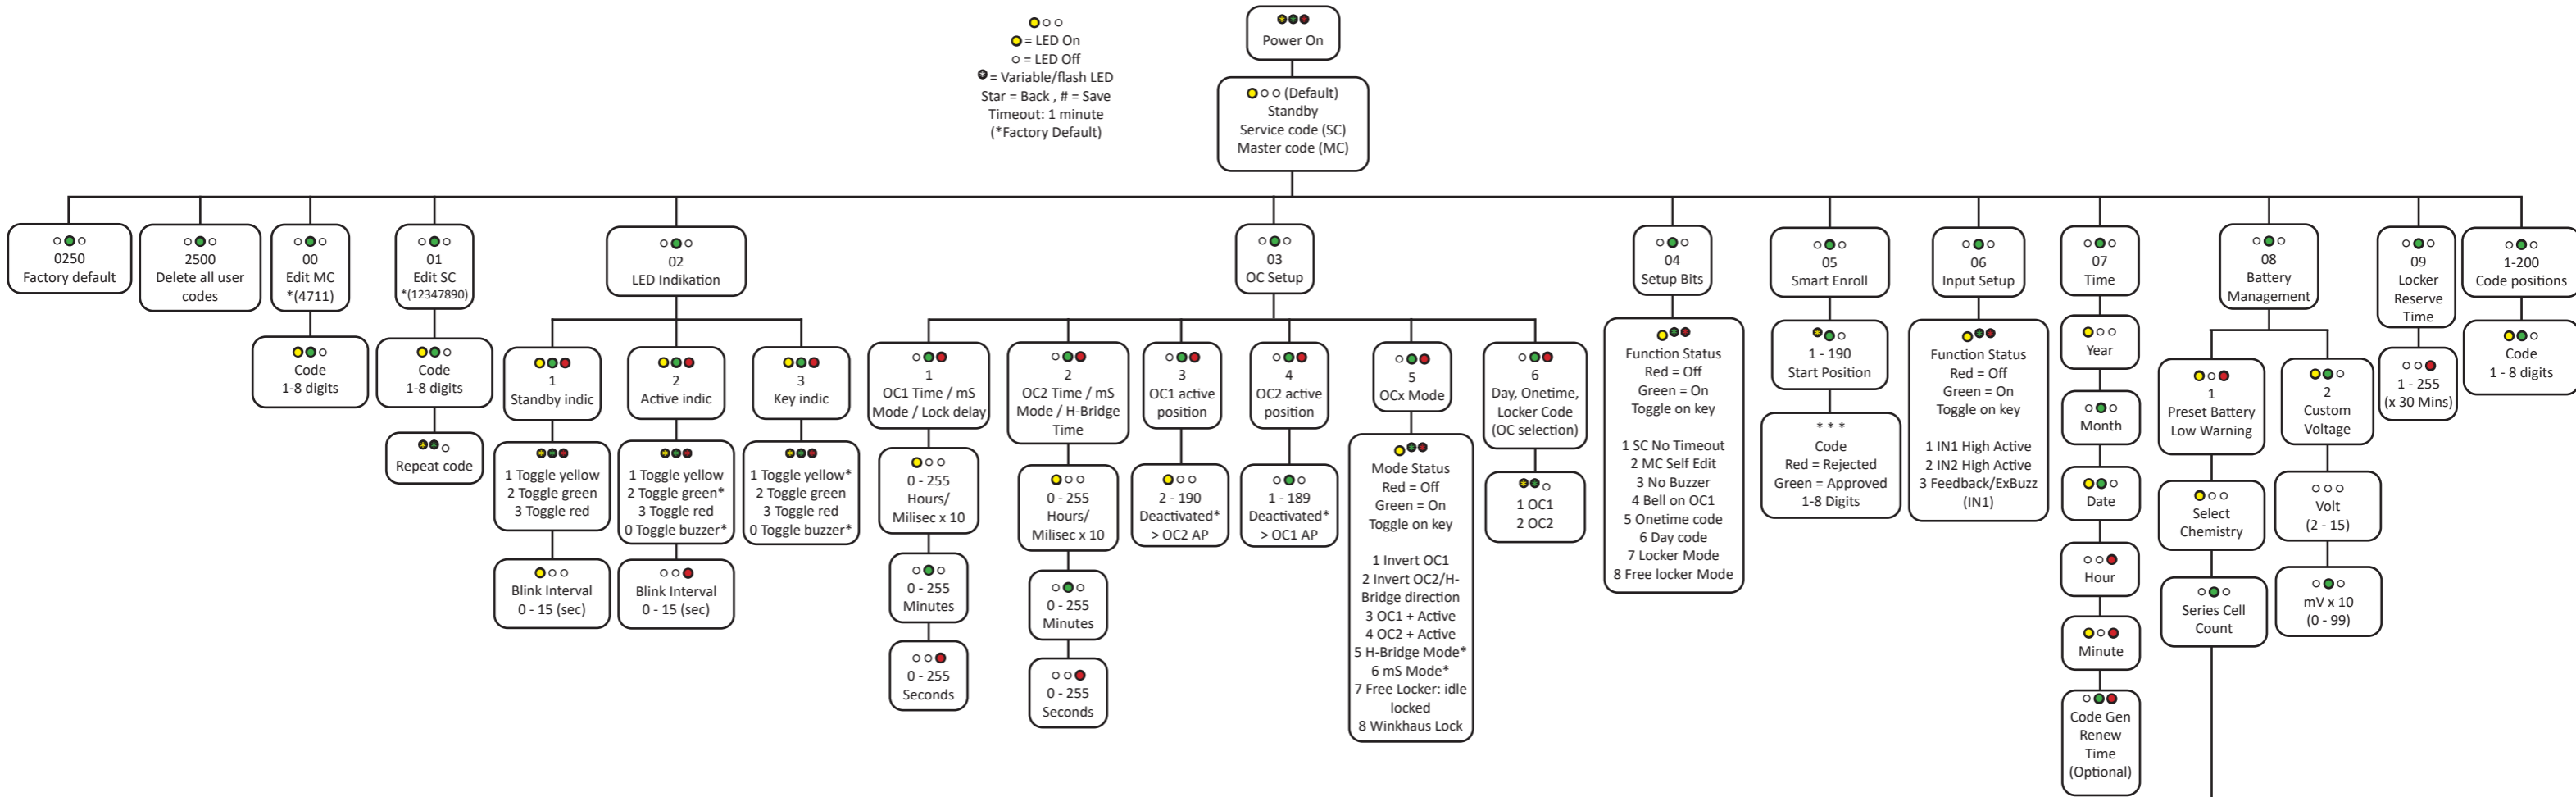 = LED On
= LED Off
= Variable/flash LED
Star = Back , # = Save
Timeout: 1 minute
(*Factory Default)
Power On
(Default)
Standby
Service code (SC)
Master code (MC)
0250
Factory default
2500
Delete all user
codes
00
Edit MC
*(4711)
Code
1-8 digits
01
Edit SC
*(12347890)
Code
1-8 digits
Repeat code
02
LED Indikation
1
Standby indic
1 Toggle yellow
2 Toggle green
3 Toggle red
Blink Interval
0 - 15 (sec)
2
Active indic
1 Toggle yellow
2 Toggle green*
3 Toggle red
0 Toggle buzzer*
Blink Interval
0 - 15 (sec)
3
Key indic
1 Toggle yellow*
2 Toggle green
3 Toggle red
0 Toggle buzzer*
03
OC Setup
1
OC1 Time / mS
Mode / Lock delay
0 - 255
Hours/
Milisec x 10
0 - 255
Minutes
0 - 255
Seconds
2
OC2 Time / mS
Mode / H-Bridge
Time
0 - 255
Hours/
Milisec x 10
0 - 255
Minutes
0 - 255
Seconds
3
OC1 active
position
2 - 190
Deactivated*
> OC2 AP
4
OC2 active
position
1 - 189
Deactivated*
> OC1 AP
5
OCx Mode
Mode Status
Red = Off
Green = On
Toggle on key
1 Invert OC1
2 Invert OC2/H-
Bridge direction
3 OC1 + Active
4 OC2 + Active
5 H-Bridge Mode*
6 mS Mode*
7 Free Locker: idle
locked
8 Winkhaus Lock
6
Day, Onetime,
Locker Code
(OC selection)
1 OC1
2 OC2
04
Setup Bits
Function Status
Red = Off
Green = On
Toggle on key
1 SC No Timeout
2 MC Self Edit
3 No Buzzer
4 Bell on OC1
5 Onetime code
6 Day code
7 Locker Mode
8 Free locker Mode
05
Smart Enroll
1 - 190
Start Position
* * *
Code
Red = Rejected
Green = Approved
1-8 Digits
06
Input Setup
Function Status
Red = Off
Green = On
Toggle on key
1 IN1 High Active
2 IN2 High Active
3 Feedback/ExBuzz
(IN1)
07
Time
Year
Month
Date
Hour
Minute
Code Gen
Renew
Time
(Optional)
08
Battery
Management
1
Preset Battery
Low Warning
Select
Chemistry
Series Cell
Count
2
Custom
Voltage
Volt
(2 - 15)
mV x 10
(0 - 99)
09
Locker
Reserve
Time
1 - 255
(x 30 Mins)
1-200
Code positions
Code
1 - 8 digits